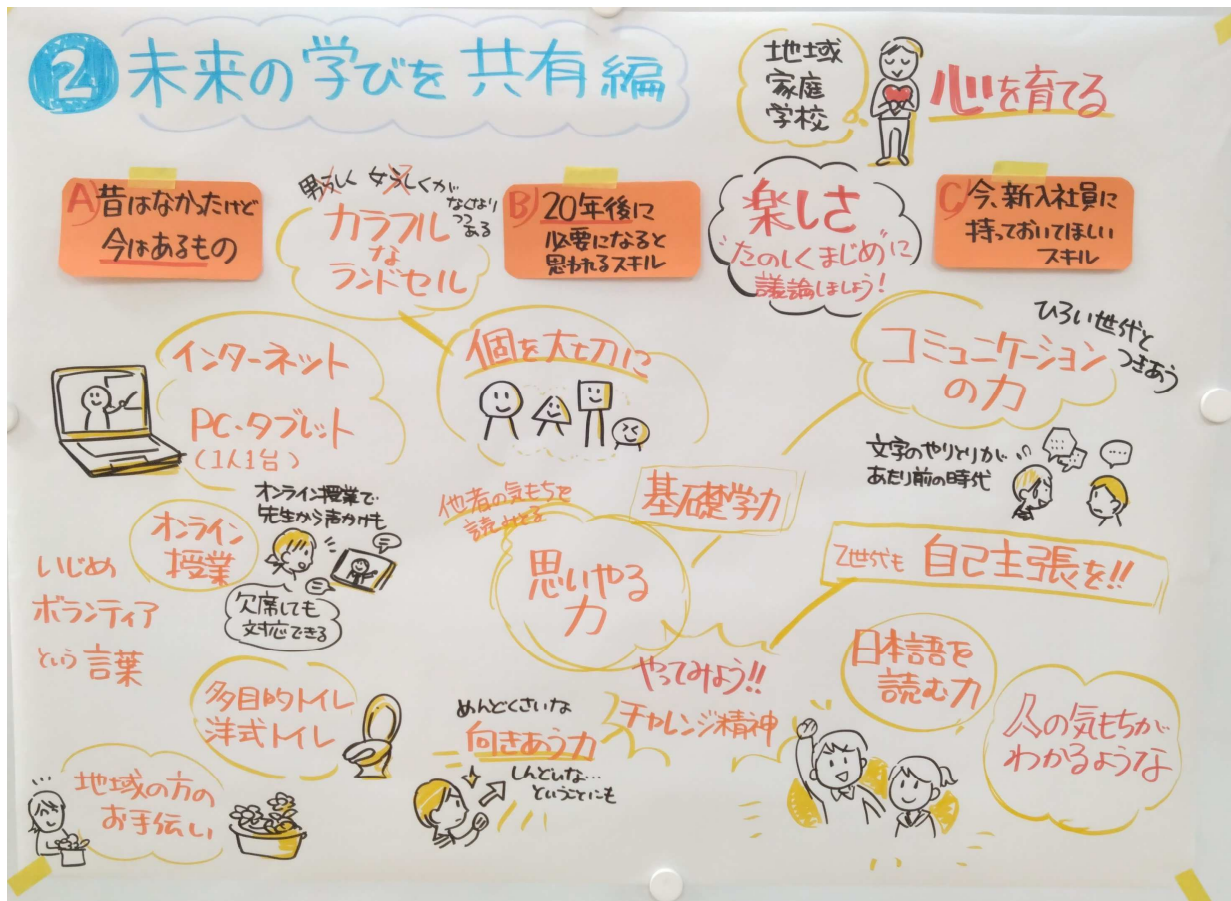 ② 未来の学びを共有編
地域
家庭
学校
心を育てる
A) 昔はなかったけど
今はあるもの
男らしく 女らしくが
なくなり
つつ
ある
カラフル
な
ランドセル
B) 20年後に
必要になると
思われるスキル
楽しさ
"たのしくまじめ"に
議論しましょう!
C) 今、新入社員に
持っておいてほしい
スキル
インターネット
PC・タブレット
(1人1台)
個を大切に
コミュニケーション
の力
ひろい世代と
つきあう
文字のやりとりが
あたり前の時代
オンライン
授業
オンライン授業で
先生から声かけも
欠席しても
対応できる
いじめ
ボランティア
という言葉
他者の気もちを
読みとる
基礎学力
思いやる
力
Z世代も 自己主張を!!
多目的トイレ
洋式トイレ
めんどくさいな
向きあう力
しんどいな…
ということにも
やってみよう!!
チャレンジ精神
日本語を
読む力
人の気もちが
わかるような
地域の方の
お手伝い